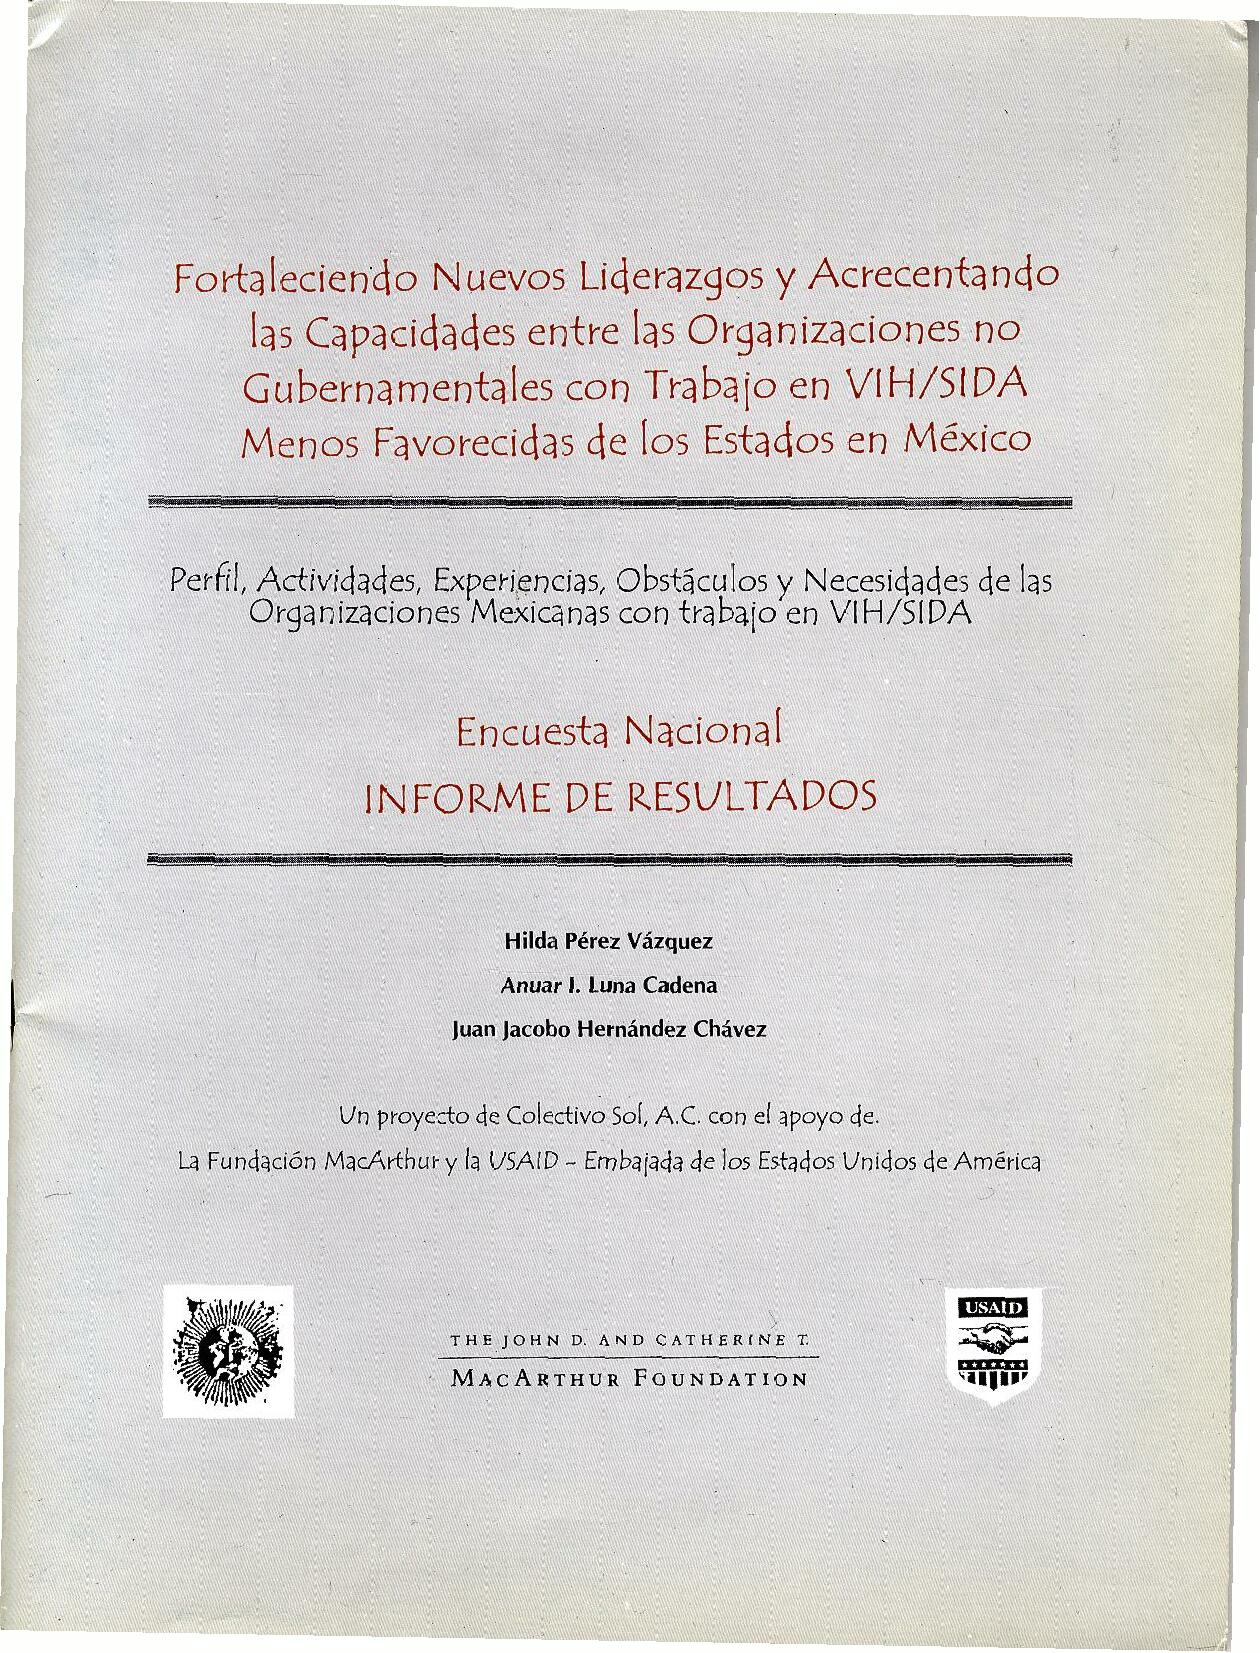 Fortaleciendo Nuevos Liderazgos y Acrecentando
las Capacidades entre las Organizaciones no
Gubernamentales con Trabajo en VIH/SIDA
Menos Favorecidas de los Estados en México
Perfil, Actividades, Experiencias, Obstáculos y Necesidades de las
Organizaciones Mexicanas con trabajo en VIH/SIDA
Encuesta Nacional
INFORME DE RESULTADOS
Hilda Pérez Vázquez
Anuar I. Luna Cadena
Juan Jacobo Hernández Chávez
Un proyecto de Colectivo Sol, A.C. con el apoyo de.
La Fundación MacArthur y la USAID – Embajada de los Estados Unidos de América
THE JOHN D. AND CATHERINE T.
MACARTHUR FOUNDATION
USAID